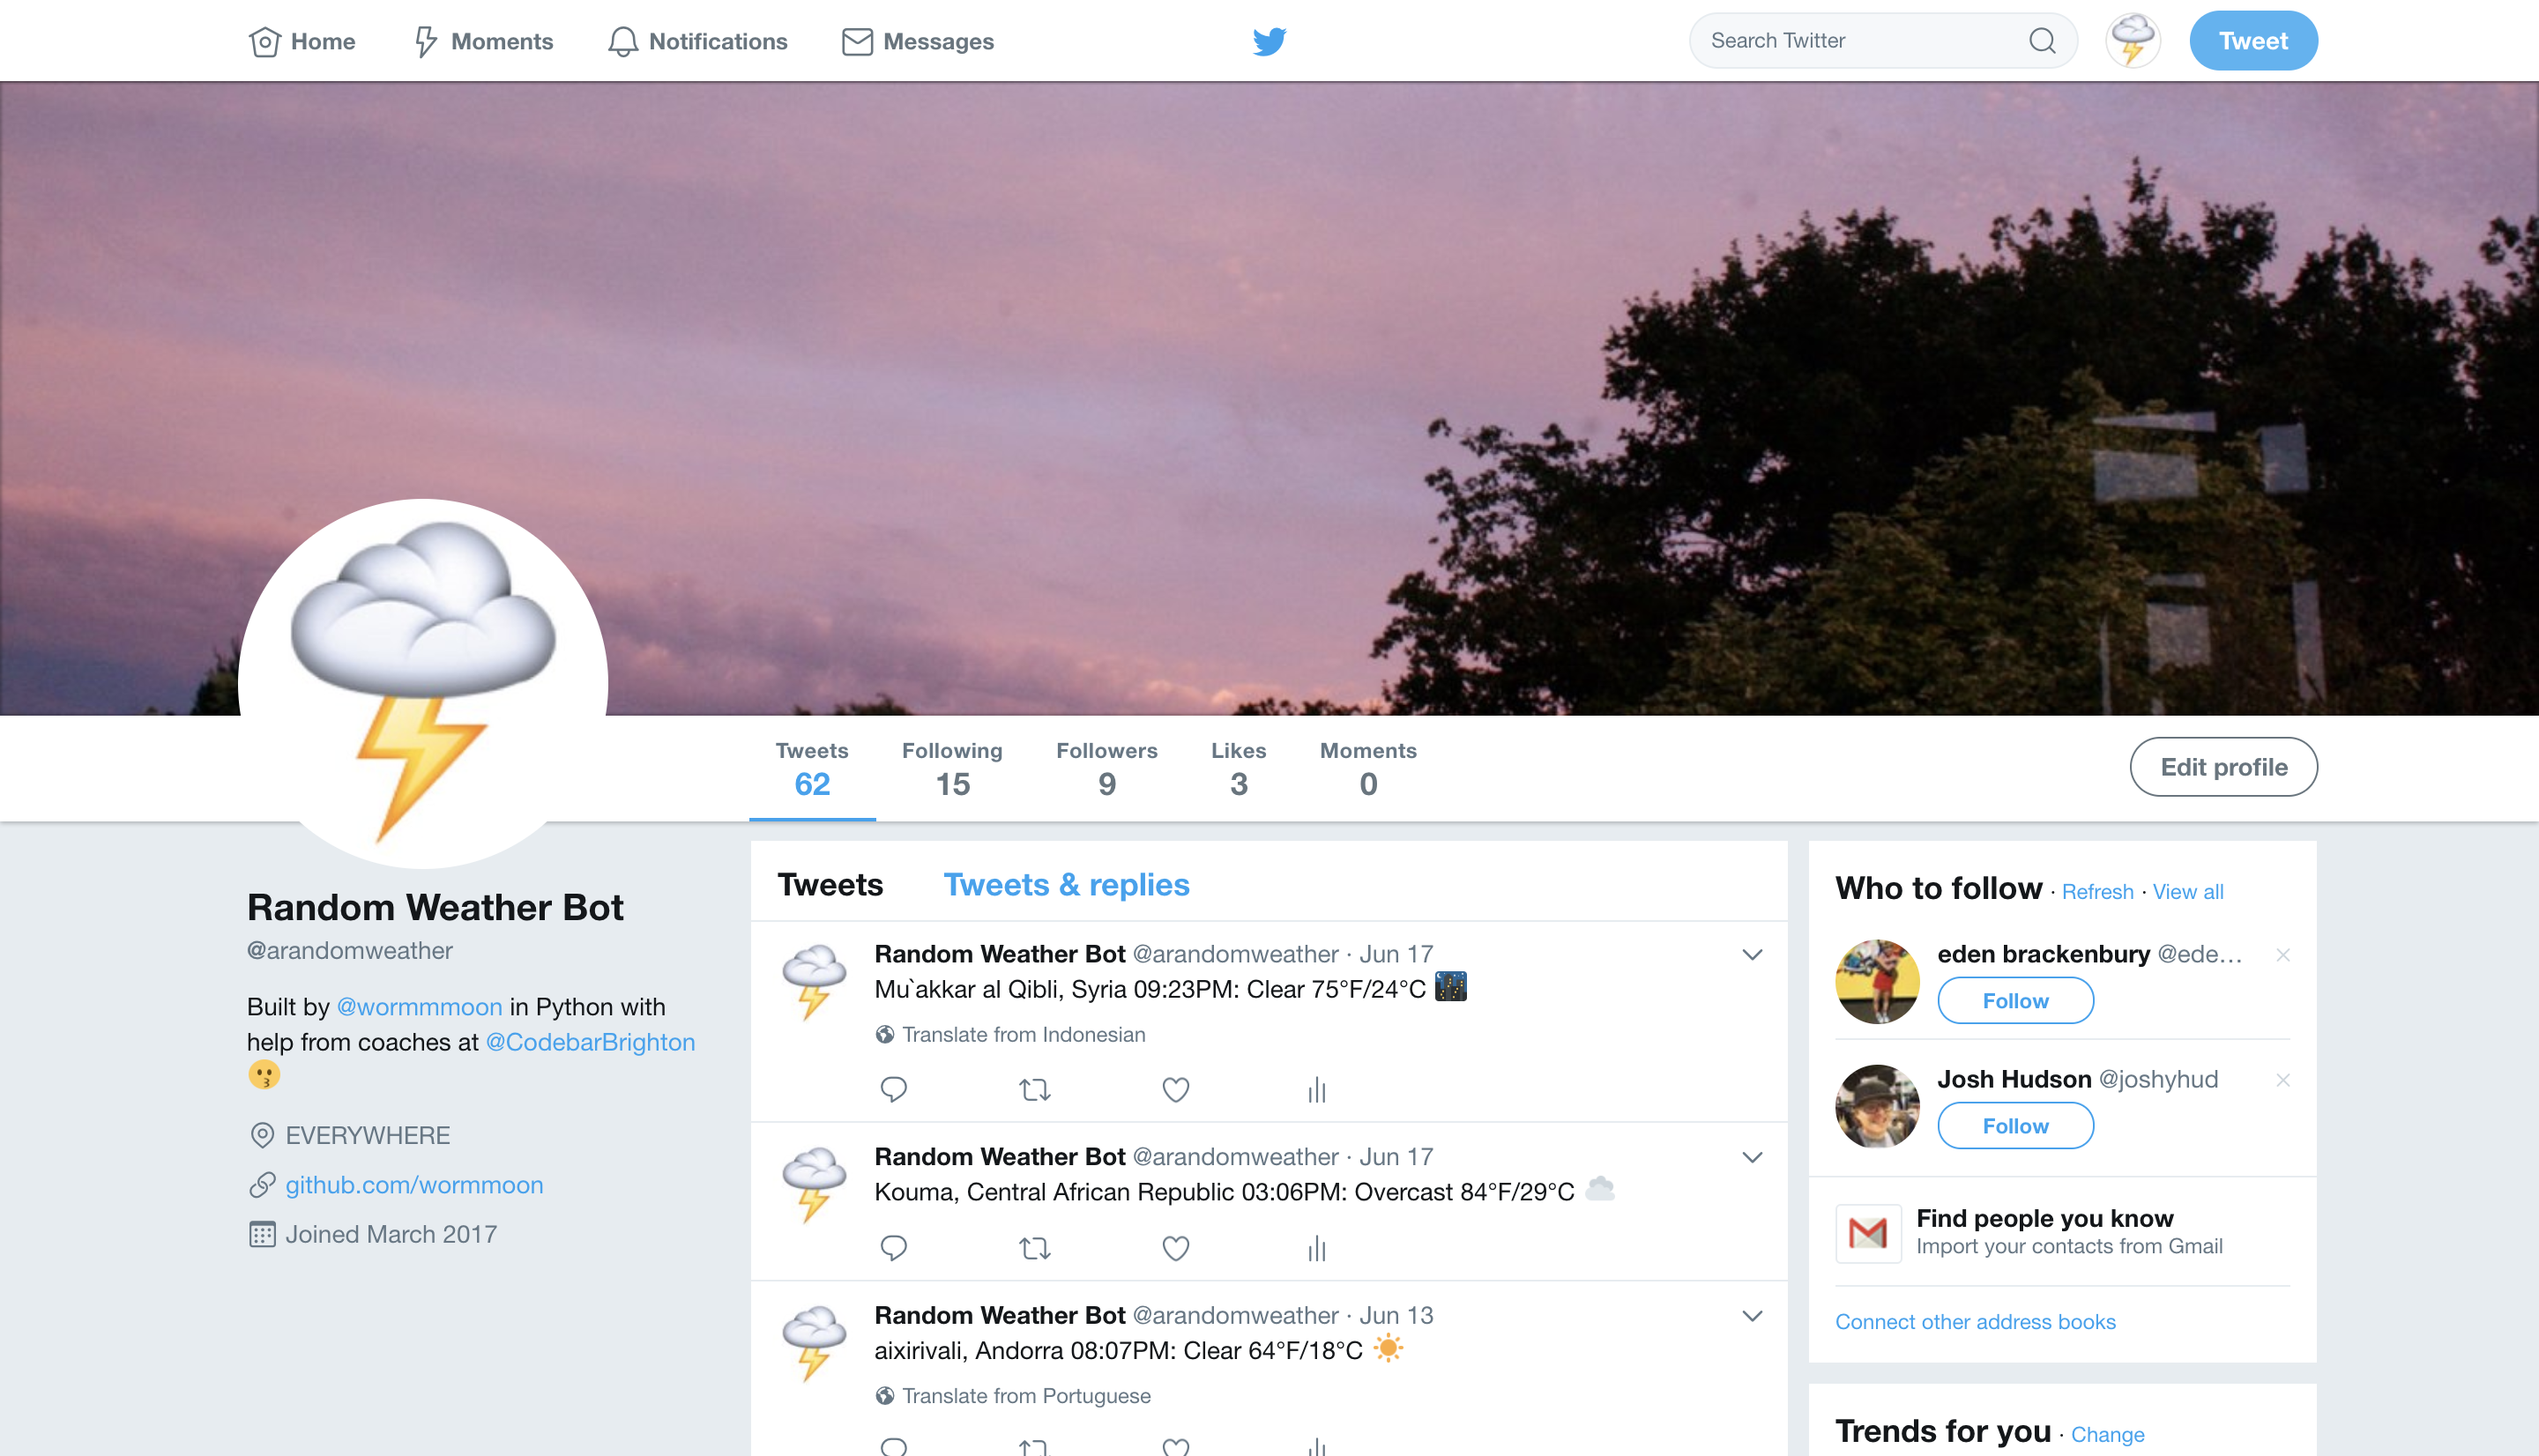 Home Moments Notifications Messages Search Twitter Tweet
Tweets Following Followers Likes Moments
62 15 9 3 0
Edit profile
Random Weather Bot
@arandomweather
Built by @wormmmoon in Python with
help from coaches at @CodebarBrighton
😗
EVERYWHERE
github.com/wormmoon
Joined March 2017
Tweets Tweets & replies
Random Weather Bot @arandomweather · Jun 17
Mu`akkar al Qibli, Syria 09:23PM: Clear 75°F/24°C 🌃
Translate from Indonesian
Random Weather Bot @arandomweather · Jun 17
Kouma, Central African Republic 03:06PM: Overcast 84°F/29°C ☁️
Random Weather Bot @arandomweather · Jun 13
aixirivali, Andorra 08:07PM: Clear 64°F/18°C ☀️
Translate from Portuguese
Who to follow · Refresh · View all
eden brackenbury @ede...
Follow
Josh Hudson @joshyhud
Follow
Find people you know
Import your contacts from Gmail
Connect other address books
Trends for you · Change